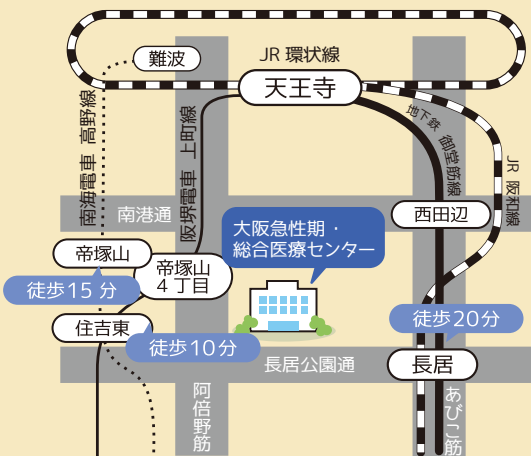 難波
JR 環状線
天王寺
南海電車 高野線
阪堺電車 上町線
地下鉄 御堂筋線
JR 阪和線
南港通
西田辺
大阪急性期・
総合医療センター
帝塚山
帝塚山
4丁目
徒歩15分
住吉東
徒歩10分
徒歩20分
長居公園通
長居
阿倍野筋
あびこ筋